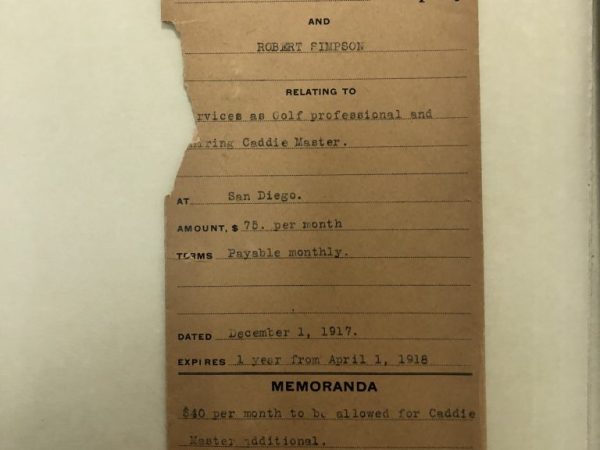 AND
ROBERT SIMPSON
RELATING TO
rvices as Golf professional and
ring Caddie Master.
AT San Diego.
AMOUNT, $ 75. per month
TERMS Payable monthly.
DATED December 1, 1917.
EXPIRES 1 year from April 1, 1918
MEMORANDA
$40 per month to be allowed for Caddie
Master additional.